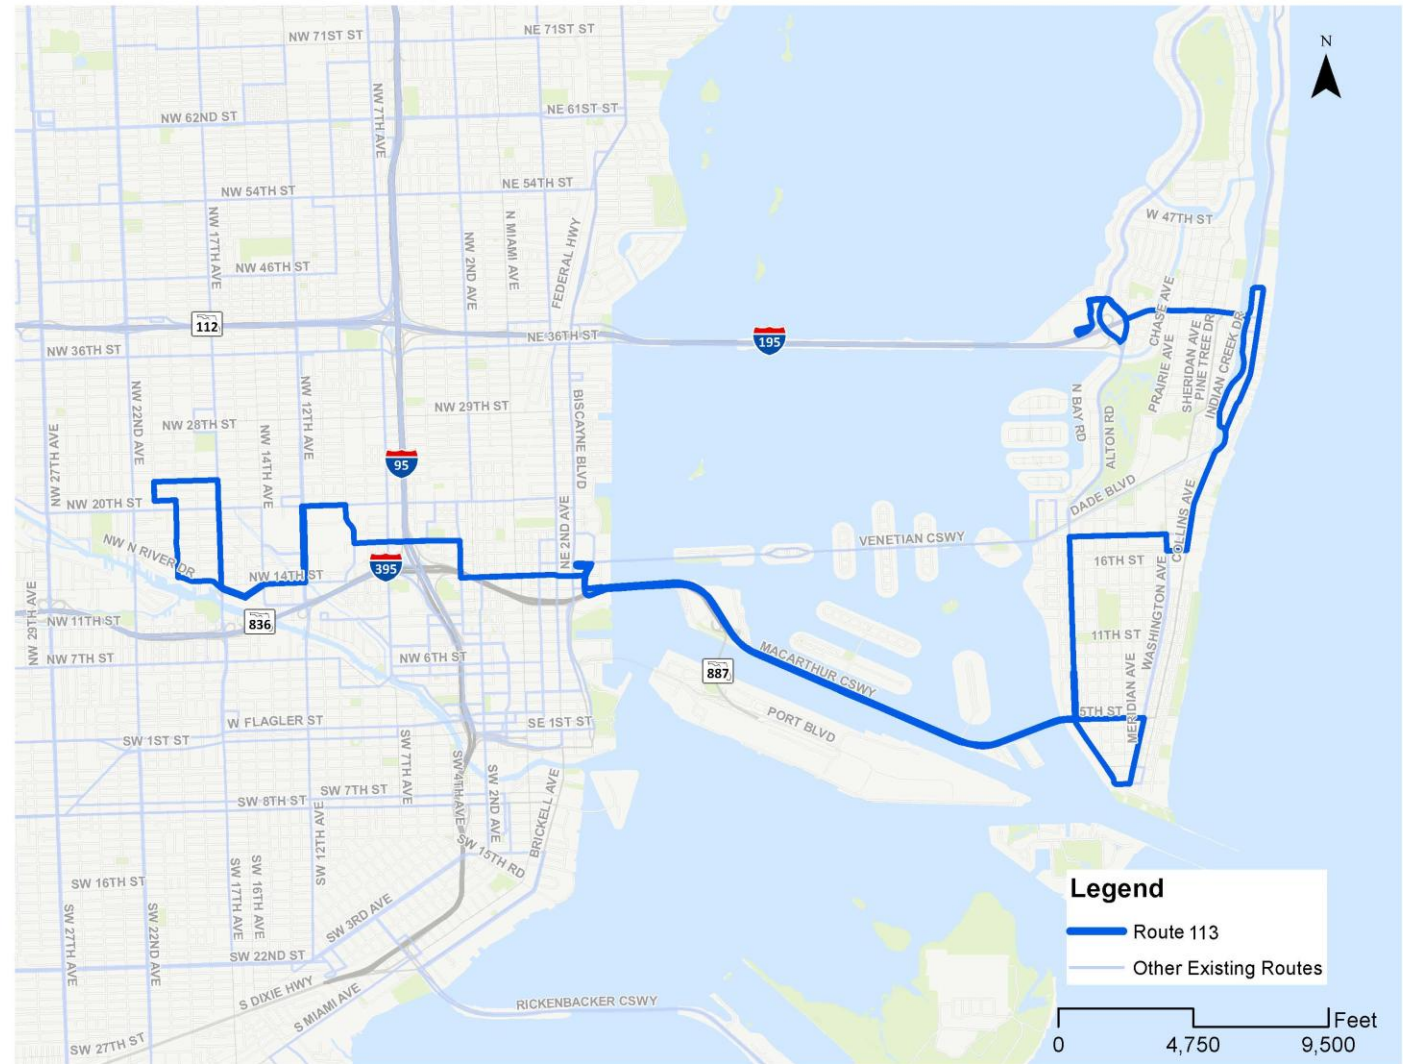 NW 71ST ST
NE 71ST ST
N
NW 7TH AVE
NE 61ST ST
NW 62ND ST
NW 54TH ST
NE 54TH ST
NW 17TH AVE
N MIAMI AVE
NW 2ND AVE
FEDERAL HWY
W 47TH ST
NW 46TH ST
CHASE AVE
112
NE 36TH ST
195
NW 36TH ST
SHERIDAN AVE
PINE TREE DR
INDIAN CREEK DR
PRAIRIE AVE
NW 22ND AVE
NW 12TH AVE
NW 29TH ST
BISCAYNE BLVD
N BAY RD
ALTON RD
NW 28TH ST
NW 27TH AVE
NW 14TH AVE
95
NW 20TH ST
DADE BLVD
COLLINS AVE
NE 2ND AVE
VENETIAN CSWY
NW N RIVER DR
NW 14TH ST
395
16TH ST
NW 29TH AVE
NW 11TH ST
836
WASHINGTON AVE
11TH ST
NW 7TH ST
NW 6TH ST
MACARTHUR CSWY
887
MERIDIAN AVE
5TH ST
PORT BLVD
W FLAGLER ST
SE 1ST ST
SW 1ST ST
SW 7TH AVE
SW 4TH AVE
SW 2ND AVE
BRICKELL AVE
SW 7TH ST
SW 8TH ST
SW 12TH AVE
SW 15TH RD
SW 16TH ST
SW 17TH AVE
SW 16TH AVE
SW 3RD AVE
SW 27TH AVE
SW 22ND AVE
SW 22ND ST
S DIXIE HWY
S MIAMI AVE
RICKENBACKER CSWY
SW 27TH ST
Legend
Route 113
Other Existing Routes
Feet
0 4,750 9,500